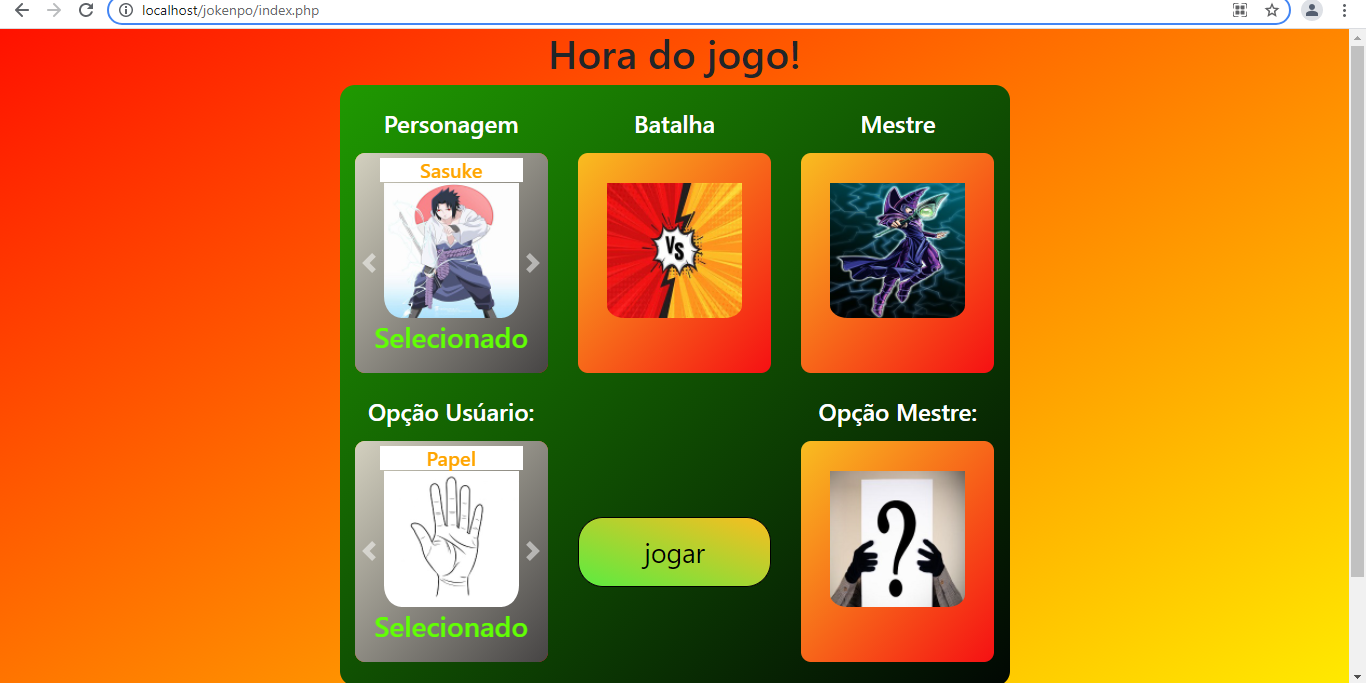 localhost/jokenpo/index.php
Hora do jogo!
Personagem
Batalha
Mestre
Sasuke
VS
Selecionado
Opção Usúario:
Opção Mestre:
Papel
?
jogar
Selecionado